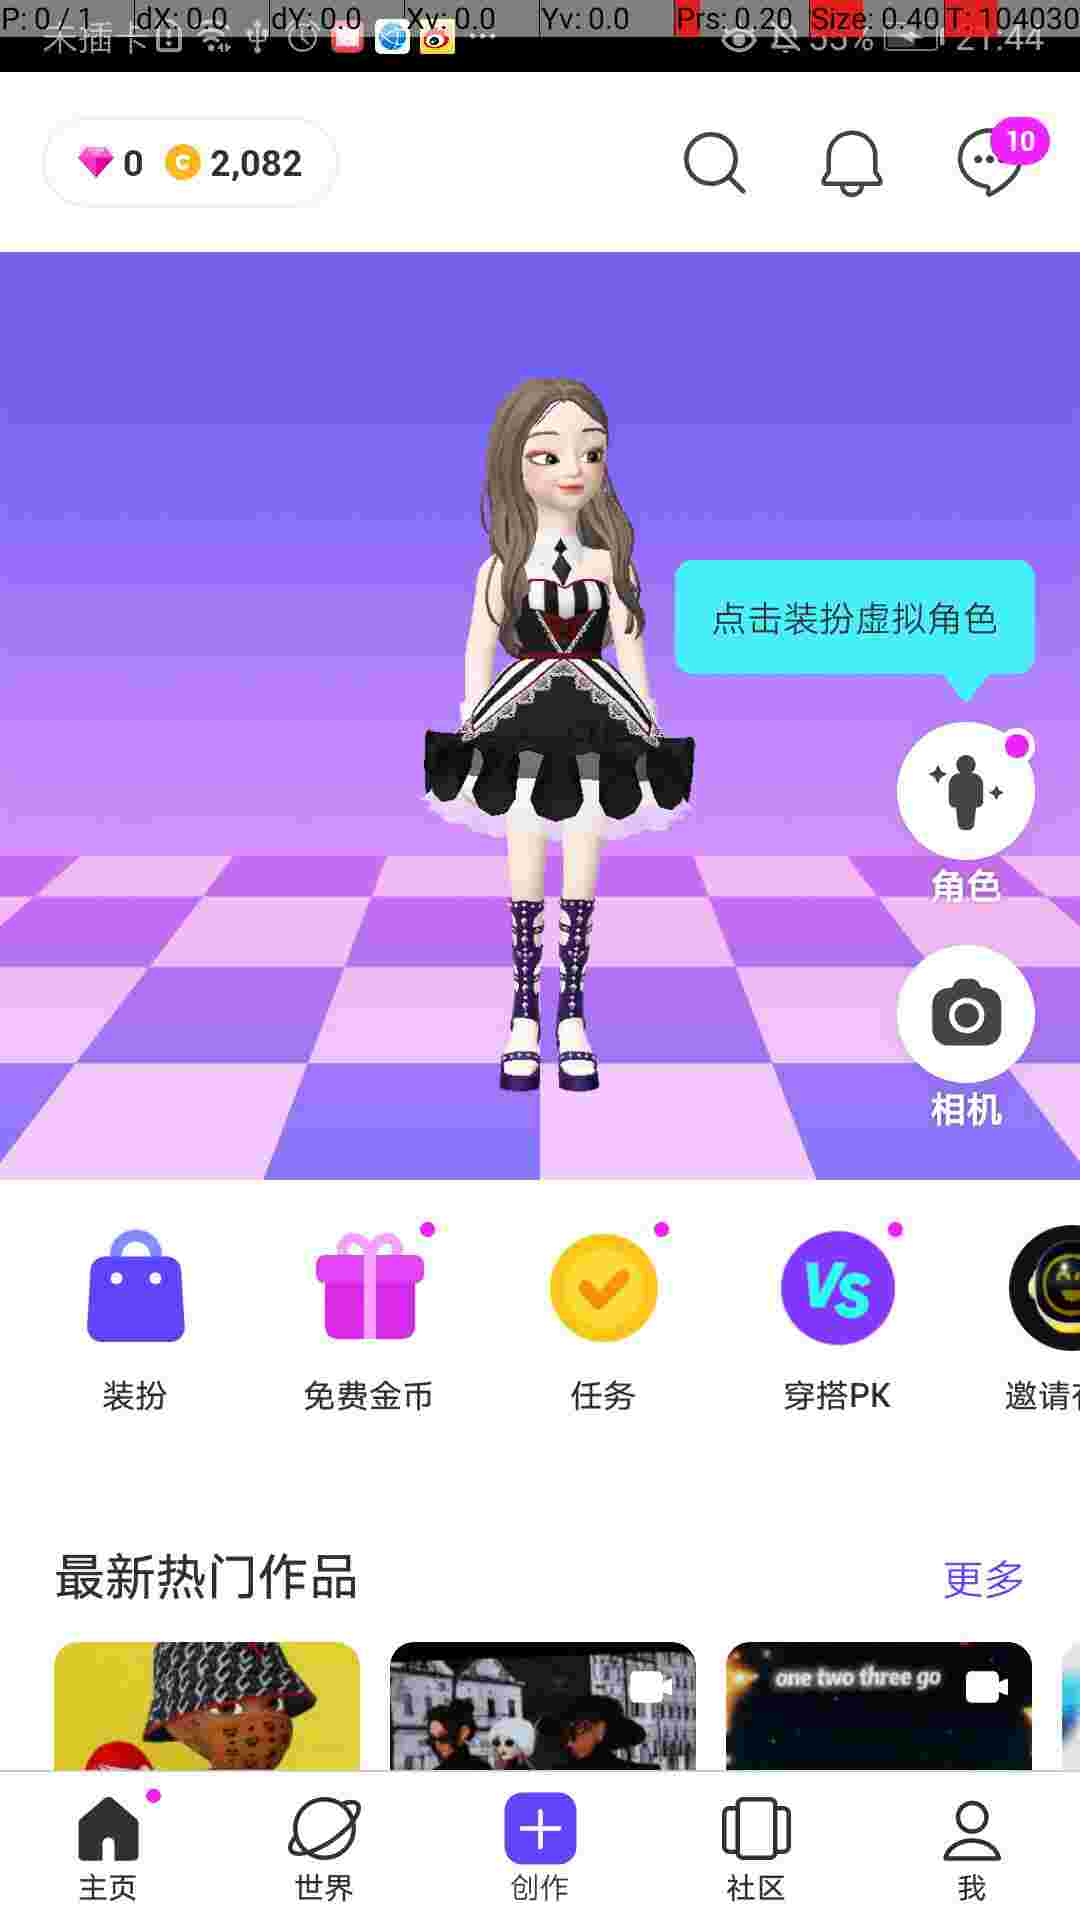 P: 0 / 1 dX: 0.0 dY: 0.0 Xv: 0.0 Yv: 0.0 Prs: 0.20 Size: 0.40 T: 104030
未插卡 53% 21:44
0 2,082 10
点击装扮虚拟角色
角色
相机
VS
装扮 免费金币 任务 穿搭PK 邀请
最新热门作品 更多
one two three go
主页 世界 创作 社区 我